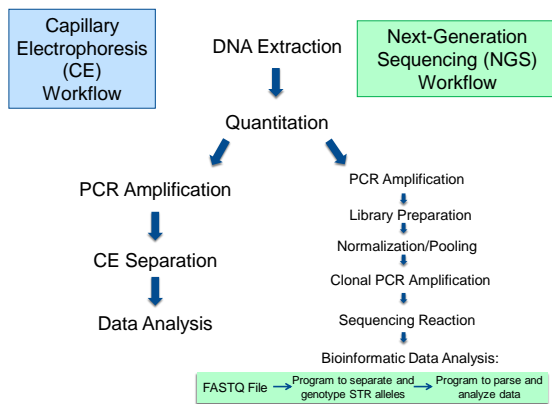 Capillary
Electrophoresis
(CE)
Workflow
DNA Extraction
Next-Generation
Sequencing (NGS)
Workflow
Quantitation
PCR Amplification
CE Separation
Data Analysis
PCR Amplification
Library Preparation
Normalization/Pooling
Clonal PCR Amplification
Sequencing Reaction
Bioinformatic Data Analysis:
FASTQ File
Program to separate and
genotype STR alleles
Program to parse and
analyze data